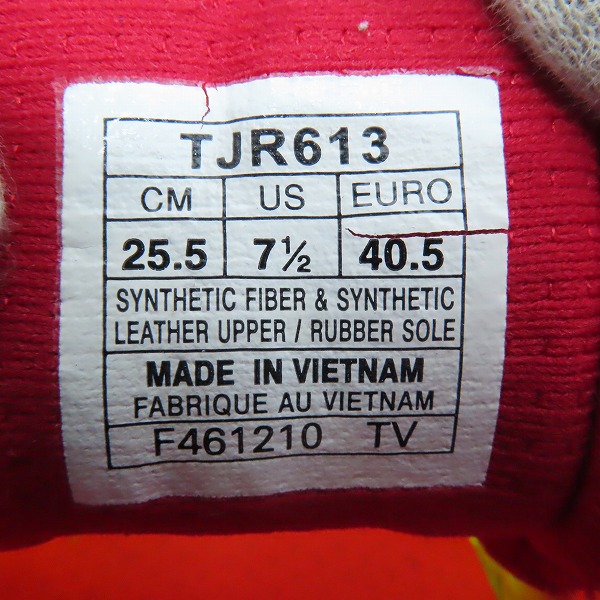 TJR613
CM US EURO
25.5 7½ 40.5
SYNTHETIC FIBER & SYNTHETIC
LEATHER UPPER / RUBBER SOLE
MADE IN VIETNAM
FABRIQUE AU VIETNAM
F461210 TV